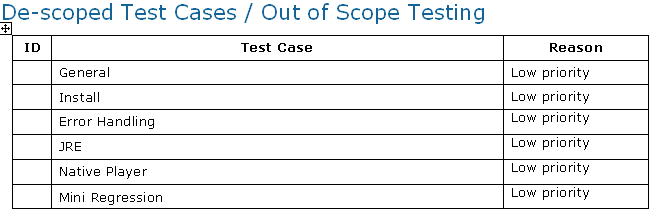 De-scoped Test Cases / Out of Scope Testing
ID Test Case Reason
General Low priority
Install Low priority
Error Handling Low priority
JRE Low priority
Native Player Low priority
Mini Regression Low priority